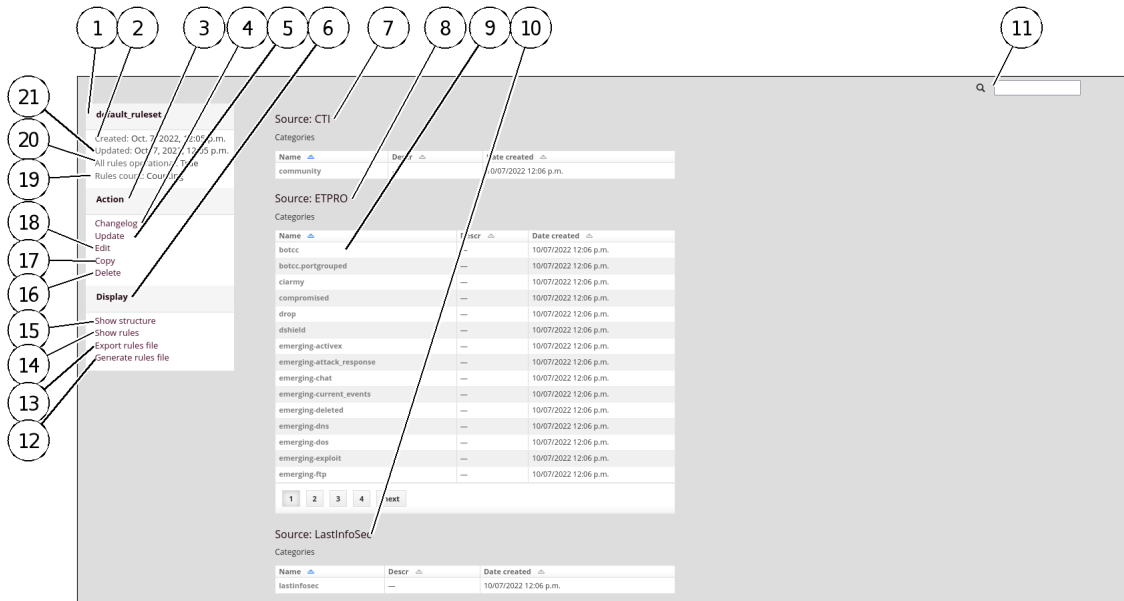 1 2 3 4 5 6 7 8 9 10 11
21
20
19
18
17
16
15
14
13
12
default_ruleset
Created: Oct. 7, 2022, 12:05 p.m.
Updated: Oct. 7, 2022, 12:05 p.m.
All rules operational: True
Rules count: Counting
Action
Changelog
Update
Edit
Copy
Delete
Display
Show structure
Show rules
Export rules file
Generate rules file
Source: CTI
Categories
Name Descr Date created
community 10/07/2022 12:06 p.m.
Source: ETPRO
Categories
Name Descr Date created
botcc — 10/07/2022 12:06 p.m.
botcc.portgrouped — 10/07/2022 12:06 p.m.
ciarmy — 10/07/2022 12:06 p.m.
compromised — 10/07/2022 12:06 p.m.
drop — 10/07/2022 12:06 p.m.
dshield — 10/07/2022 12:06 p.m.
emerging-activex — 10/07/2022 12:06 p.m.
emerging-attack_response — 10/07/2022 12:06 p.m.
emerging-chat — 10/07/2022 12:06 p.m.
emerging-current_events — 10/07/2022 12:06 p.m.
emerging-deleted — 10/07/2022 12:06 p.m.
emerging-dns — 10/07/2022 12:06 p.m.
emerging-dos — 10/07/2022 12:06 p.m.
emerging-exploit — 10/07/2022 12:06 p.m.
emerging-ftp — 10/07/2022 12:06 p.m.
1 2 3 4 next
Source: LastInfoSec
Categories
Name Descr Date created
lastinfosec — 10/07/2022 12:06 p.m.